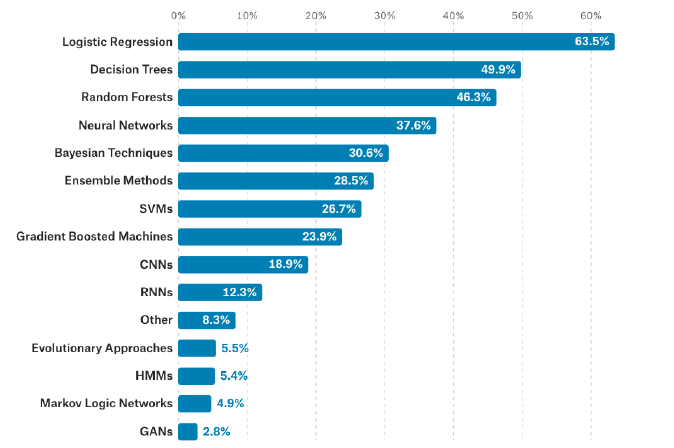 0% 10% 20% 30% 40% 50% 60%
Logistic Regression 63.5%
Decision Trees 49.9%
Random Forests 46.3%
Neural Networks 37.6%
Bayesian Techniques 30.6%
Ensemble Methods 28.5%
SVMs 26.7%
Gradient Boosted Machines 23.9%
CNNs 18.9%
RNNs 12.3%
Other 8.3%
Evolutionary Approaches 5.5%
HMMs 5.4%
Markov Logic Networks 4.9%
GANs 2.8%